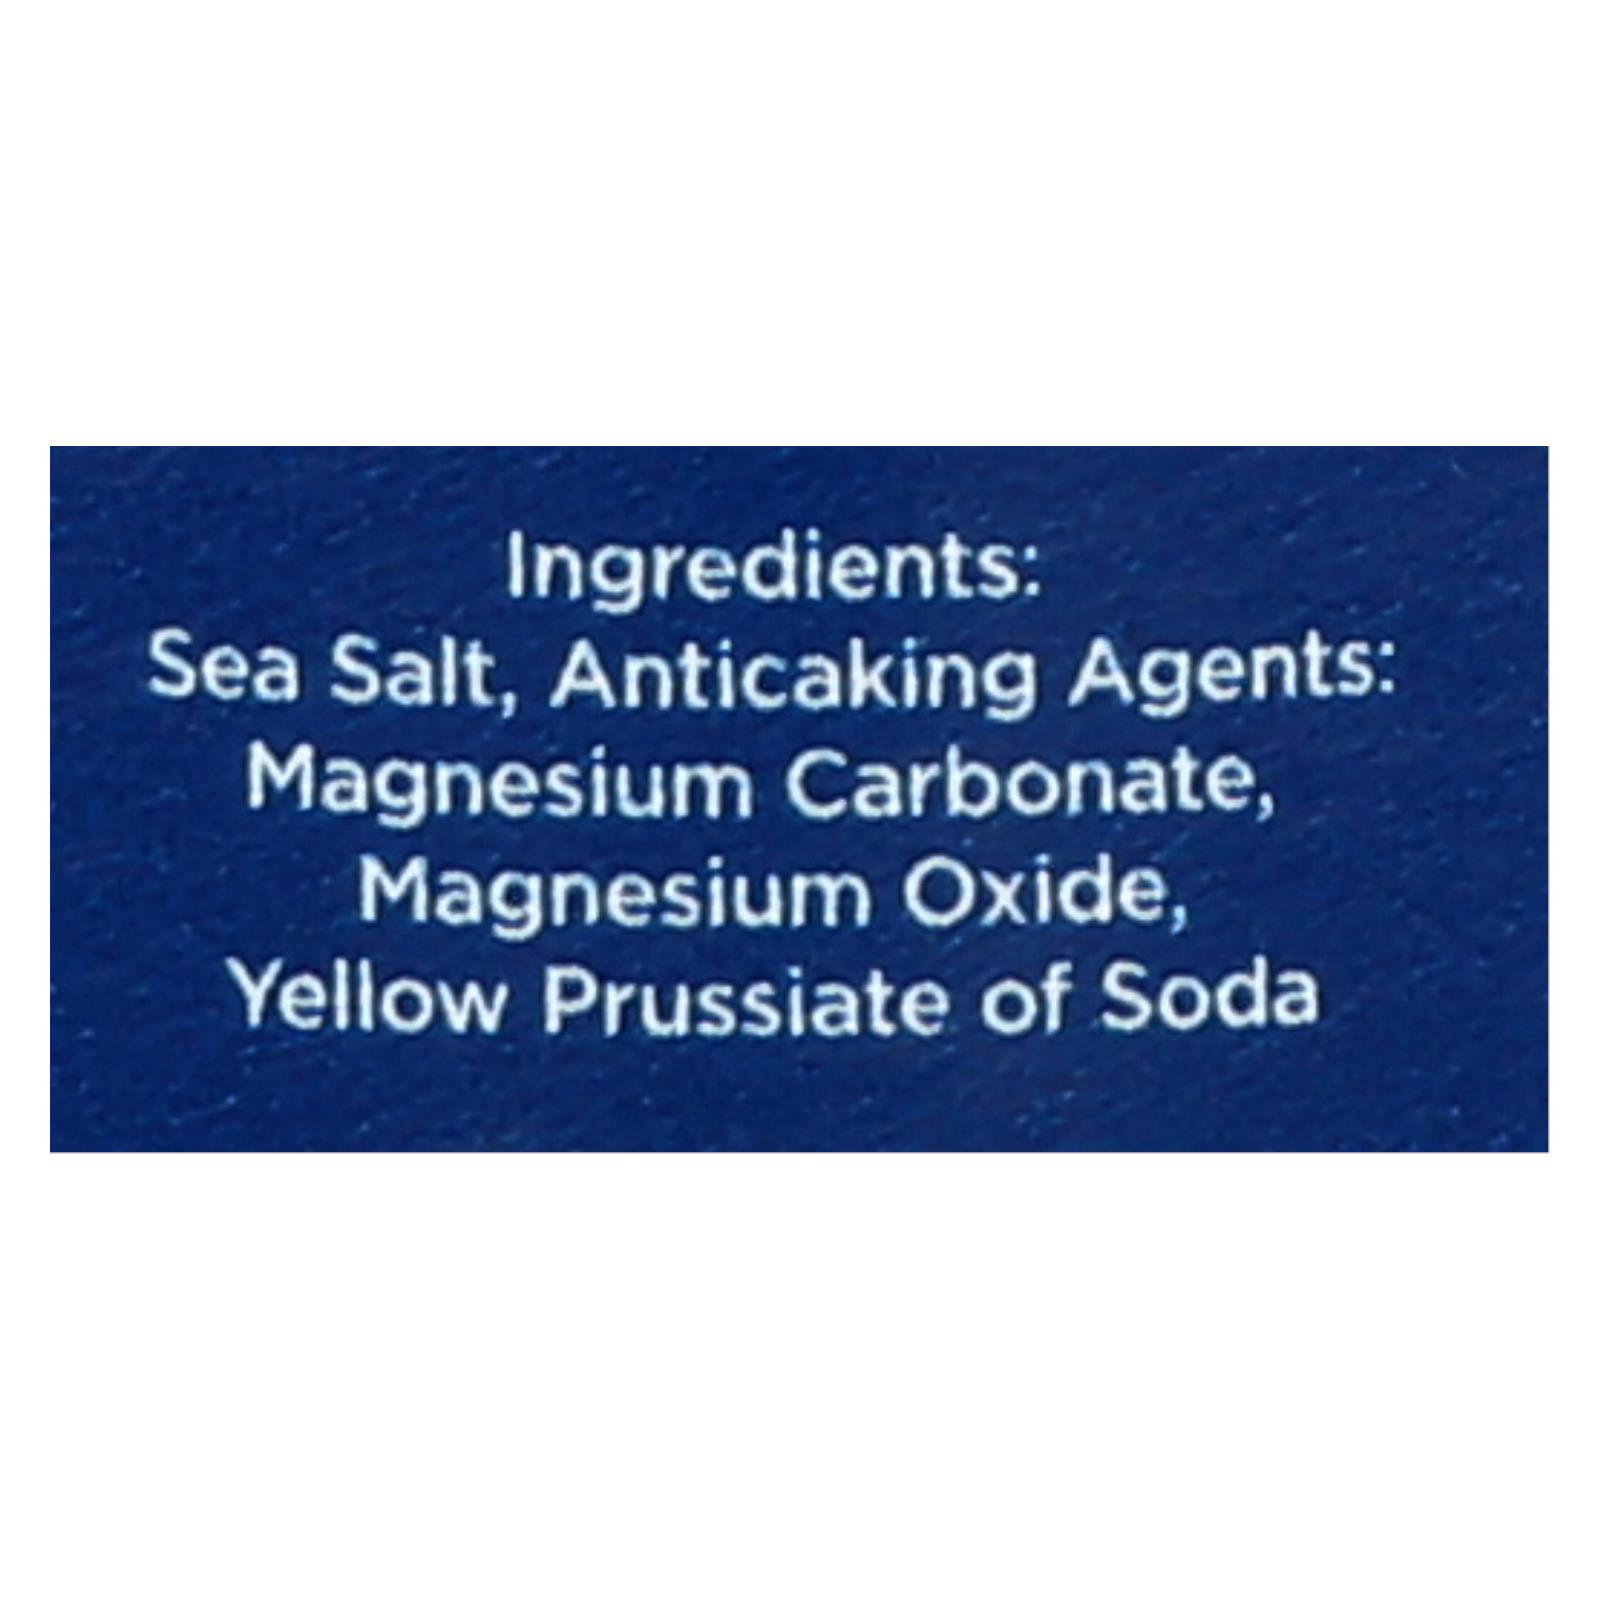 Ingredients:
Sea Salt, Anticaking Agents:
Magnesium Carbonate,
Magnesium Oxide,
Yellow Prussiate of Soda